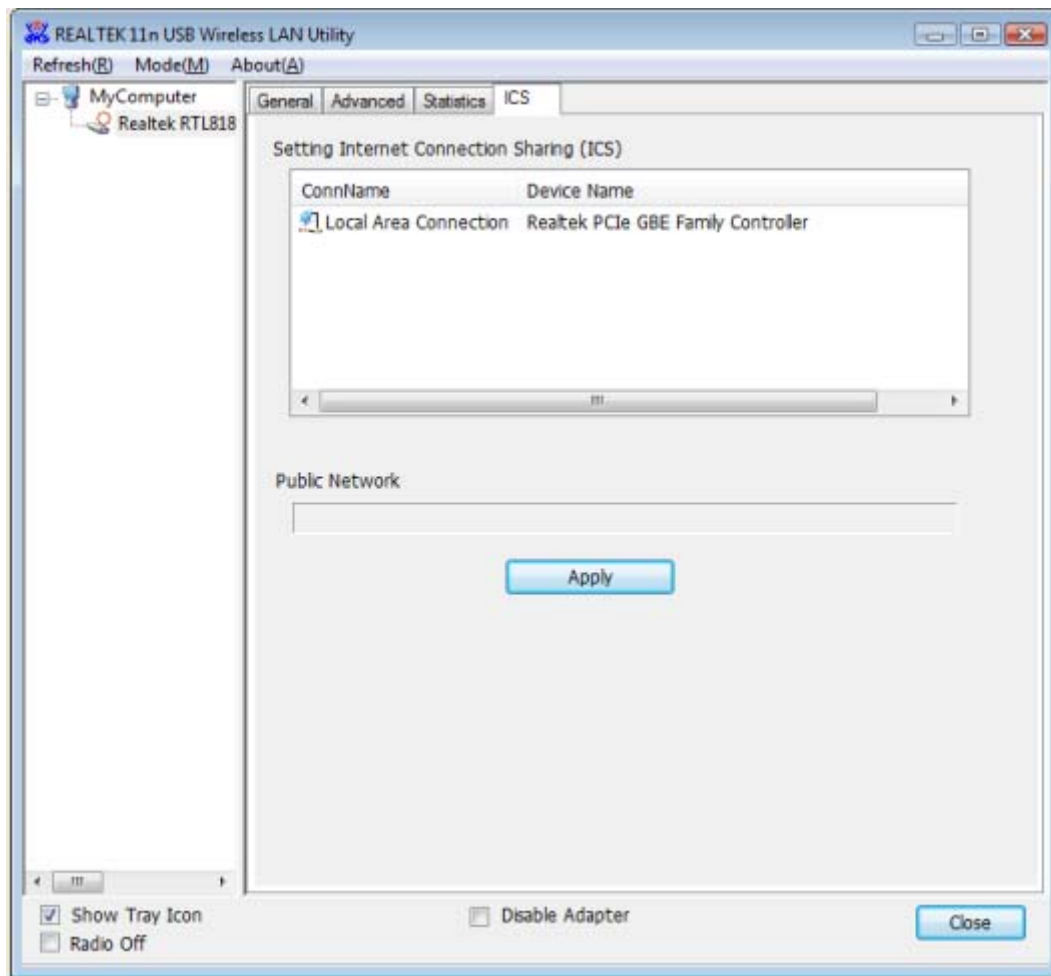 REALTEK 11n USB Wireless LAN Utility
Refresh(R) Mode(M) About(A)
MyComputer
Realtek RTL818
General Advanced Statistics ICS
Setting Internet Connection Sharing (ICS)
ConnName Device Name
Local Area Connection Realtek PCIe GBE Family Controller
Public Network
Apply
Show Tray Icon
Radio Off
Disable Adapter
Close